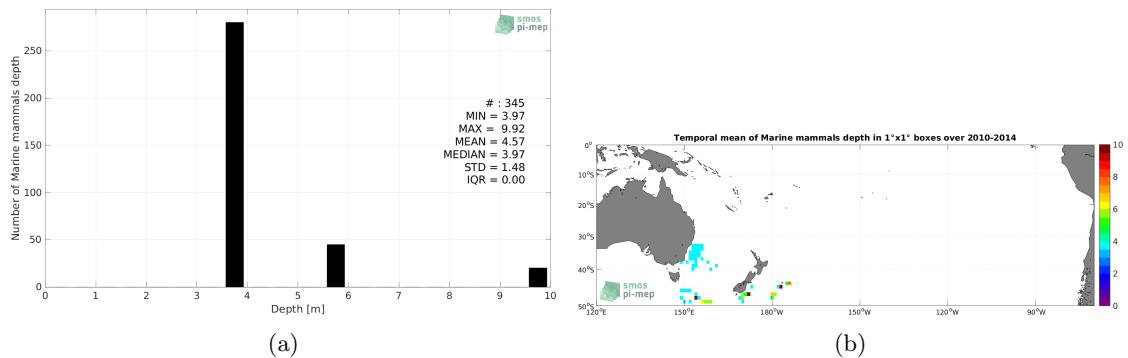 smos
pi-mep
Number of Marine mammals depth
250
200
150
100
50
0
# : 345
MIN = 3.97
MAX = 9.92
MEAN = 4.57
MEDIAN = 3.97
STD = 1.48
IQR = 0.00
0 1 2 3 4 5 6 7 8 9 10
Depth [m]
(a)
Temporal mean of Marine mammals depth in 1°x1° boxes over 2010-2014
0°
10°S
20°S
30°S
40°S
50°S
smos
pi-mep
120°E 150°E 180°W 150°W 120°W 90°W
10
8
6
4
2
0
(b)